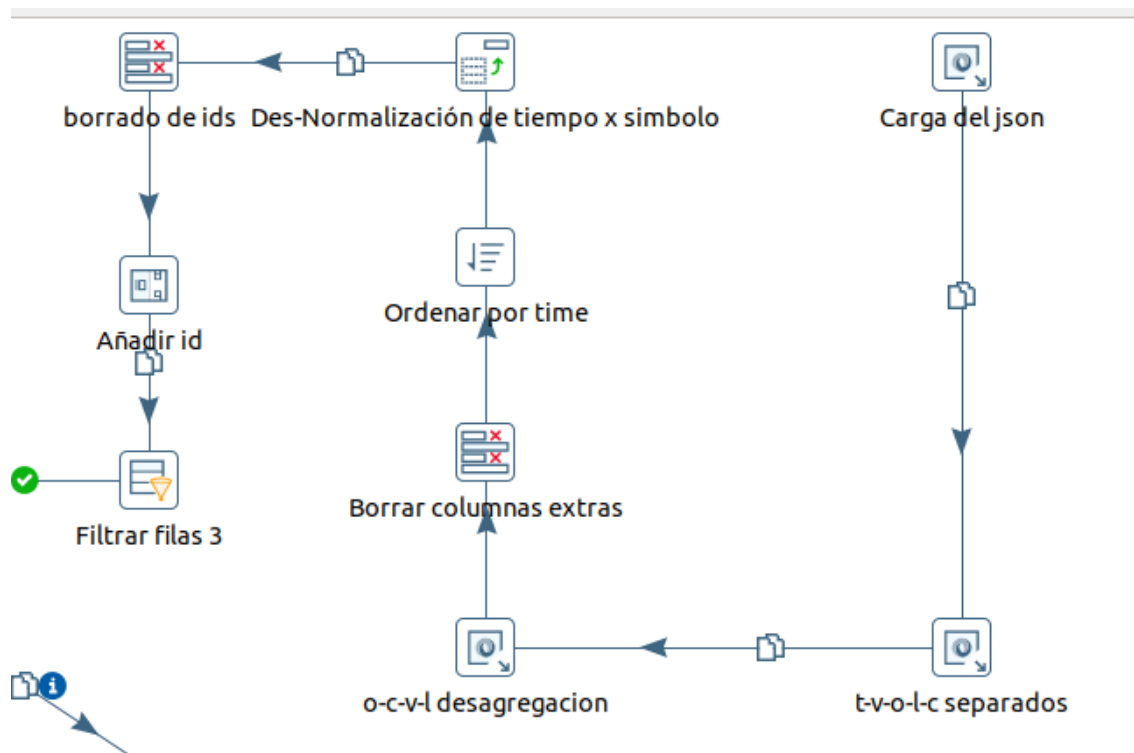 borrado de ids
Des-Normalización de tiempo x simbolo
Carga del json
Ordenar por time
Añadir id
Borrar columnas extras
Filtrar filas 3
o-c-v-l desagregacion
t-v-o-l-c separados